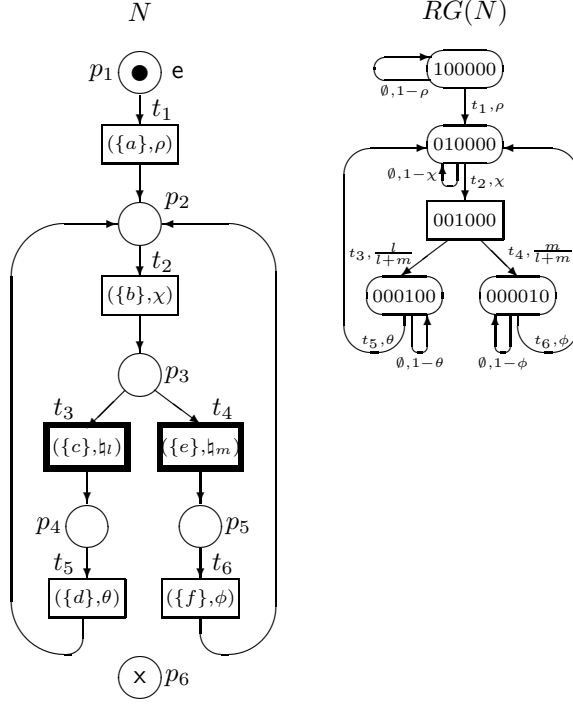 N
p₁ e
t₁
({a},ρ)
p₂
t₂
({b},χ)
p₃
t₃ t₄
({c},♮ₗ) ({e},♮ₘ)
p₄ p₅
t₅ t₆
({d},θ) ({f},ϕ)
x p₆
RG(N)
100000
∅,1−ρ
t₁,ρ
010000
∅,1−χ t₂,χ
001000
t₃, l/(l+m) t₄, m/(l+m)
000100 000010
t₅,θ t₆,ϕ
∅,1−θ ∅,1−ϕ